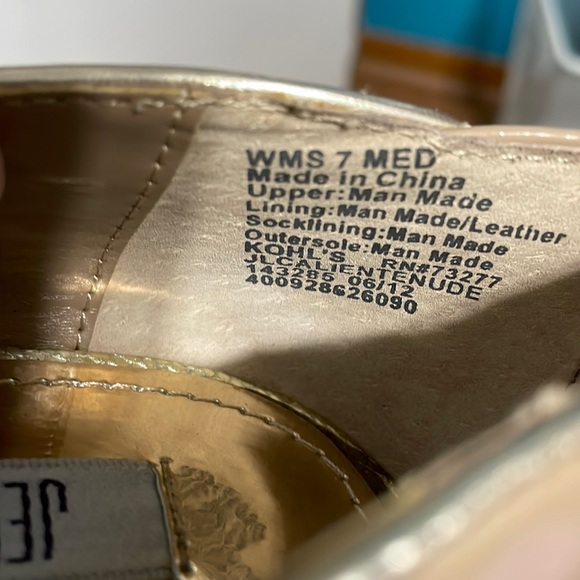 WMS 7 MED
Made in China
Upper:Man Made
Lining:Man Made/Leather
Socklining:Man Made
Outersole:Man Made
KOHL'S RN#73277
JLCALIENTENUDE
143285 06/12
400928626090
JE